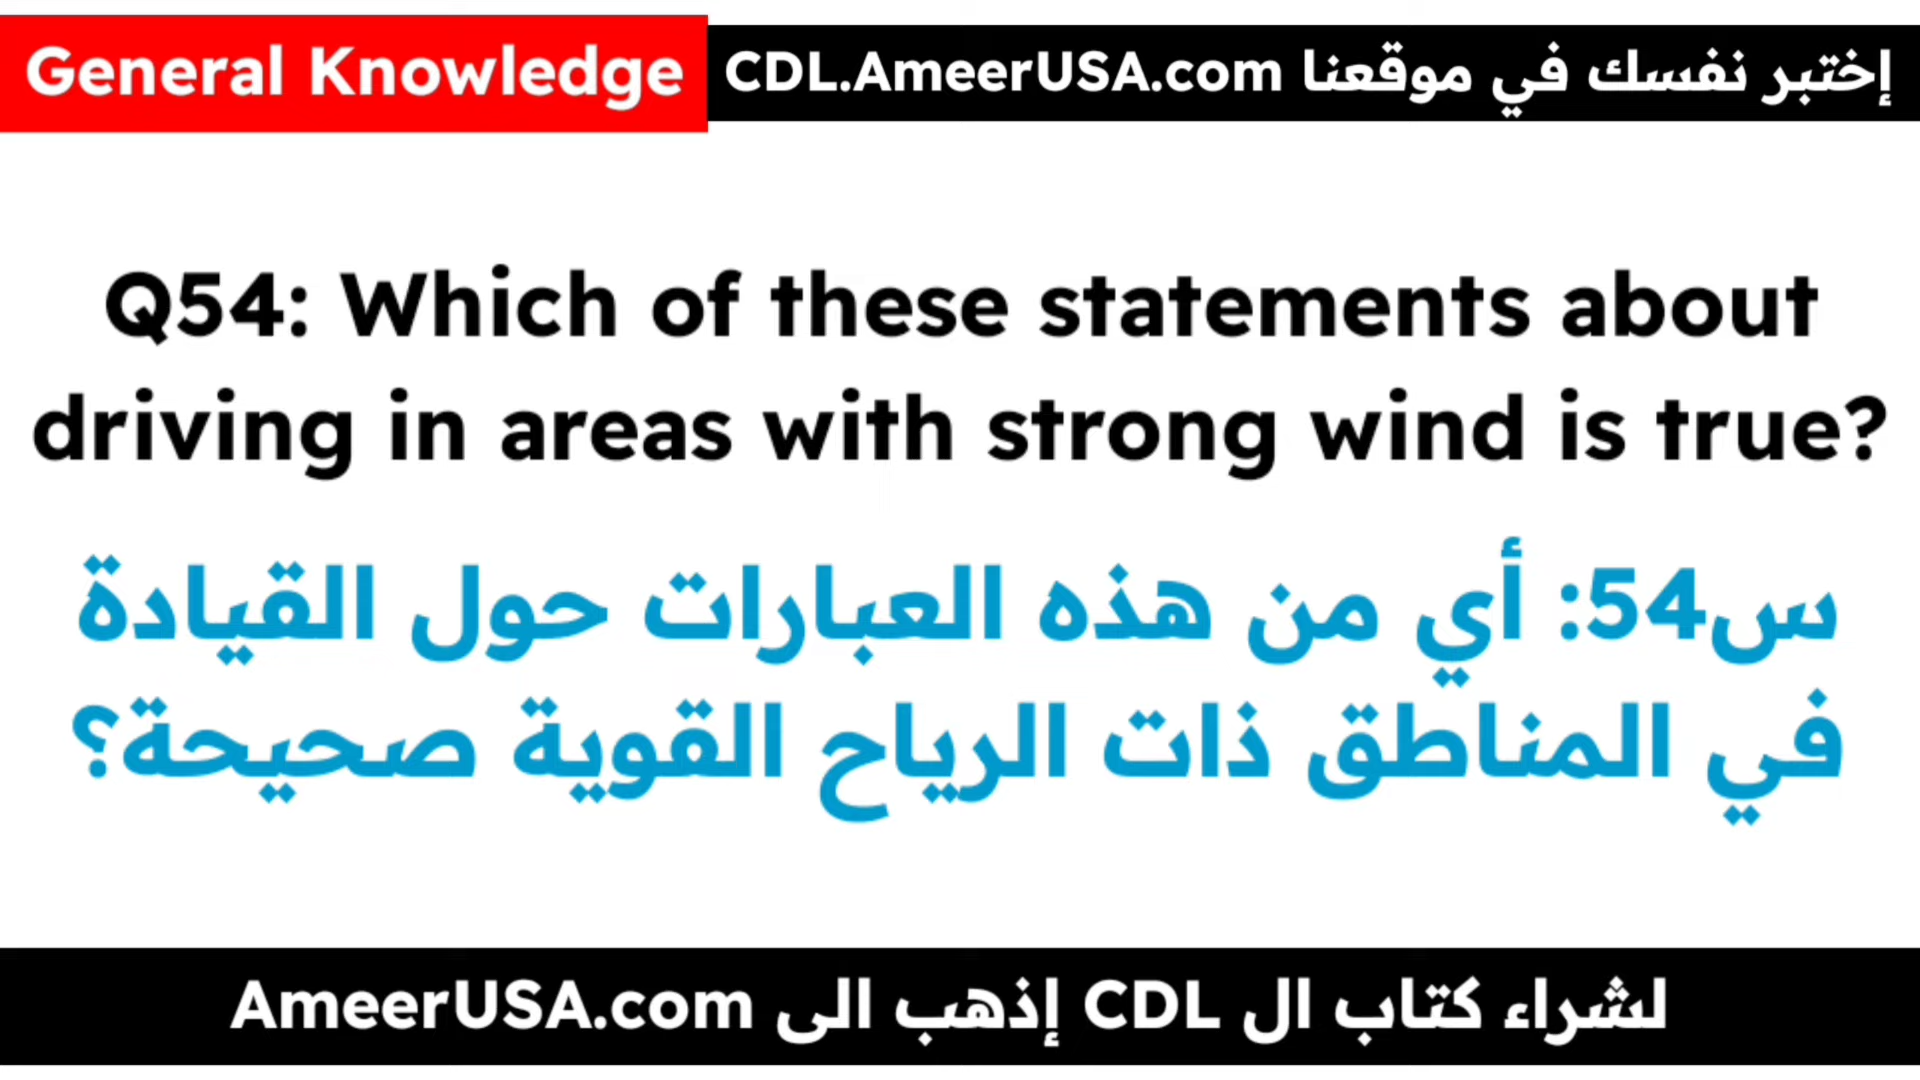 General Knowledge
إختبر نفسك في موقعنا CDL.AmeerUSA.com
Q54: Which of these statements about
driving in areas with strong wind is true?
س54: أي من هذه العبارات حول القيادة
في المناطق ذات الرياح القوية صحيحة؟
لشراء كتاب ال CDL إذهب الى AmeerUSA.com